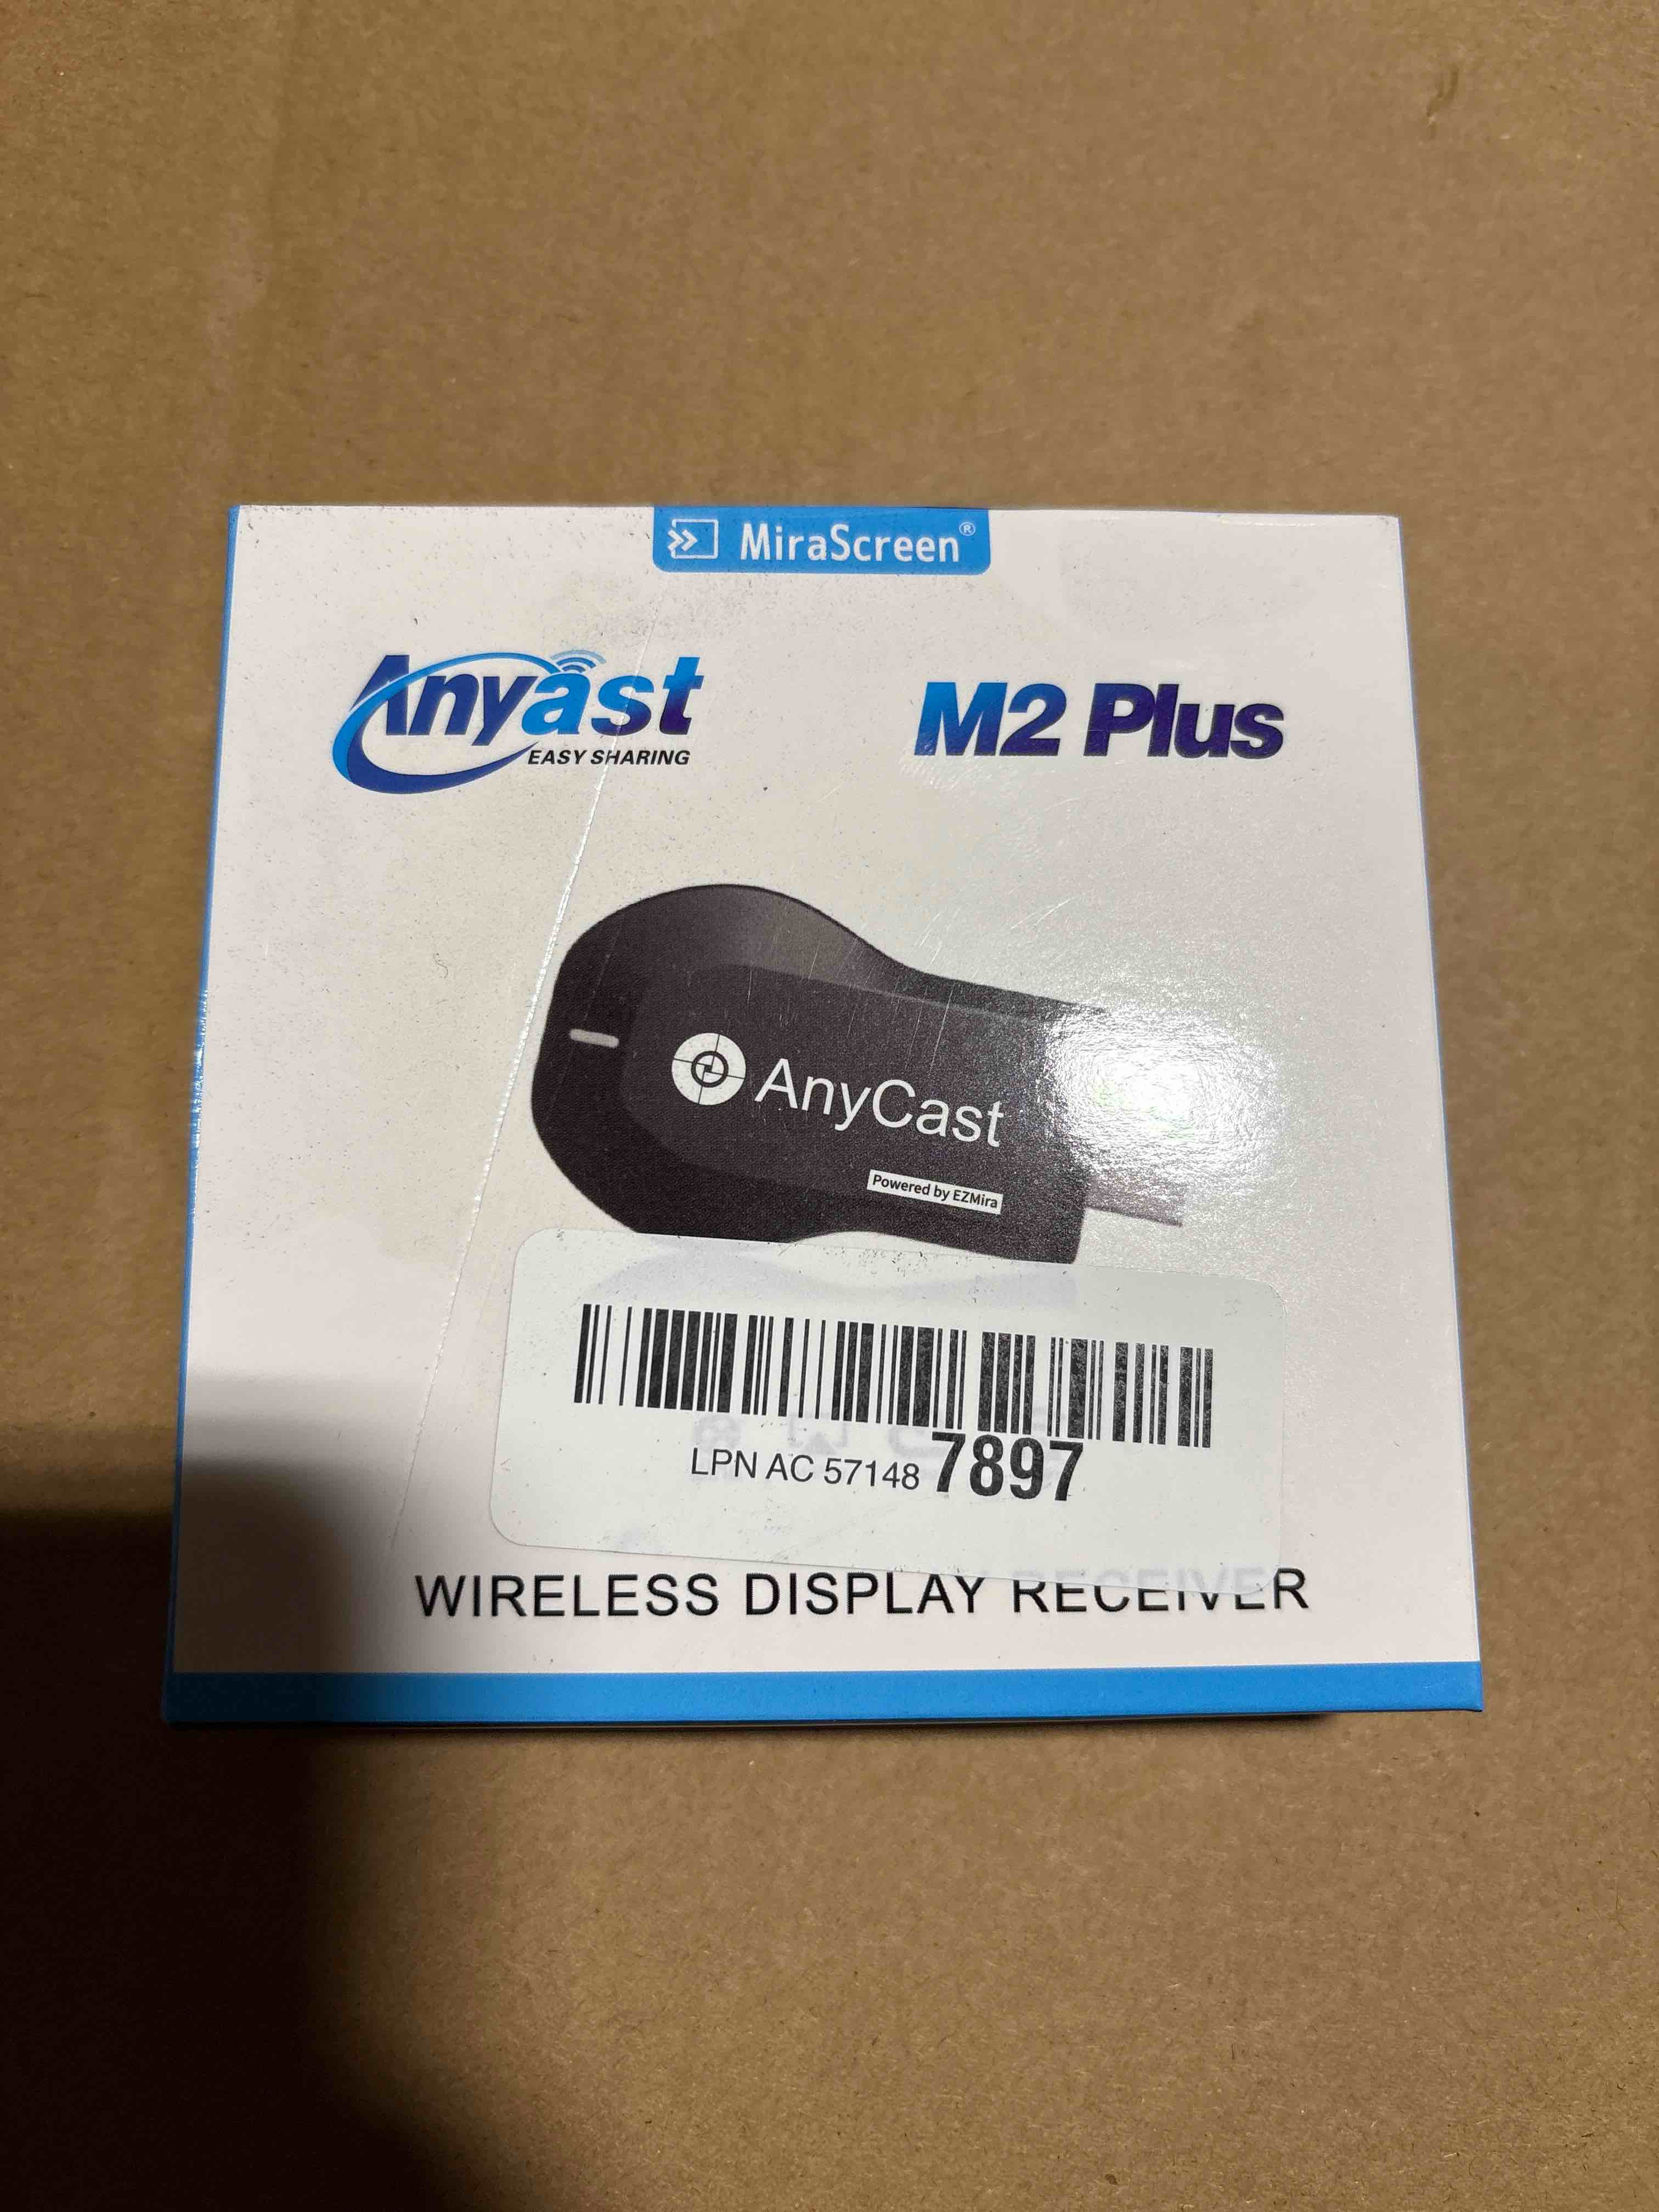 MiraScreen®
Anyast
EASY SHARING
M2 Plus
AnyCast
Powered by EZMira
LPN AC 57148 7897
WIRELESS DISPLAY RECEIVER